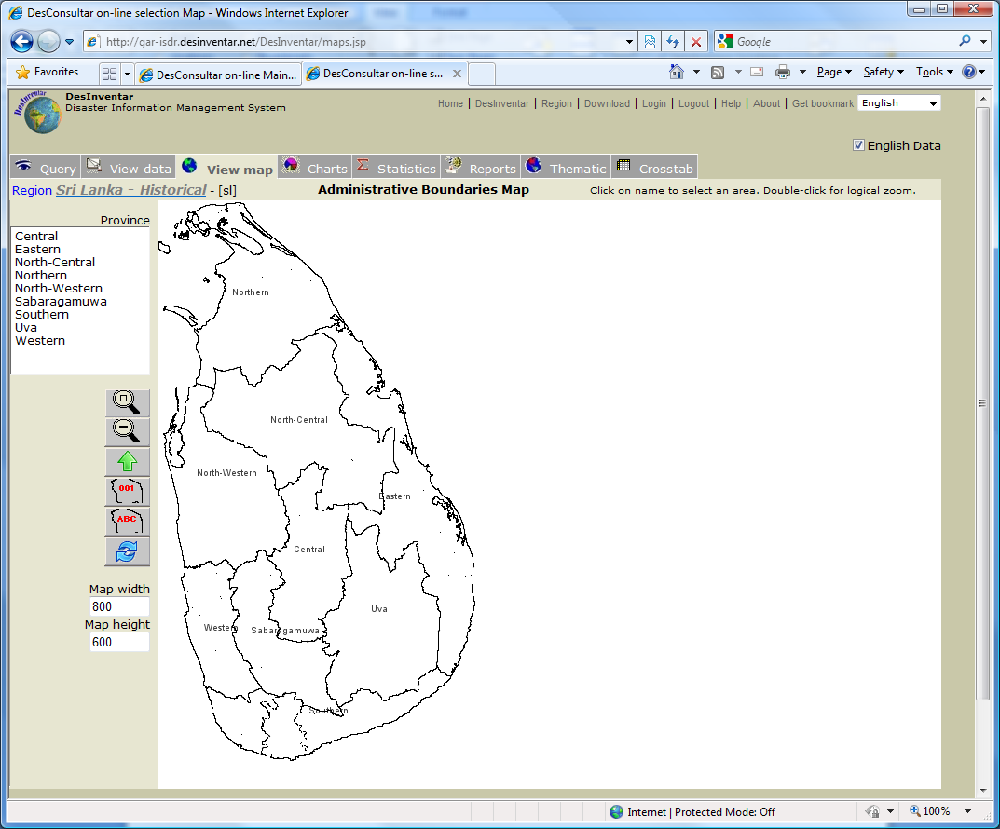 DesConsultar on-line selection Map - Windows Internet Explorer
http://gar-isdr.desinventar.net/DesInventar/maps.jsp
Google
Favorites
DesConsultar on-line Main...
DesConsultar on-line s...
Page
Safety
Tools
DesInventar
DesInventar
Disaster Information Management System
Home | DesInventar | Region | Download | Login | Logout | Help | About | Get bookmark
English
English Data
Query
View data
View map
Charts
Statistics
Reports
Thematic
Crosstab
Region Sri Lanka - Historical - [sl]
Administrative Boundaries Map
Click on name to select an area. Double-click for logical zoom.
Province
Central
Eastern
North-Central
Northern
North-Western
Sabaragamuwa
Southern
Uva
Western
001
ABC
Map width
800
Map height
600
Northern
North-Central
North-Western
Eastern
Central
Uva
Western
Sabaragamuwa
Southern
Internet | Protected Mode: Off
100%